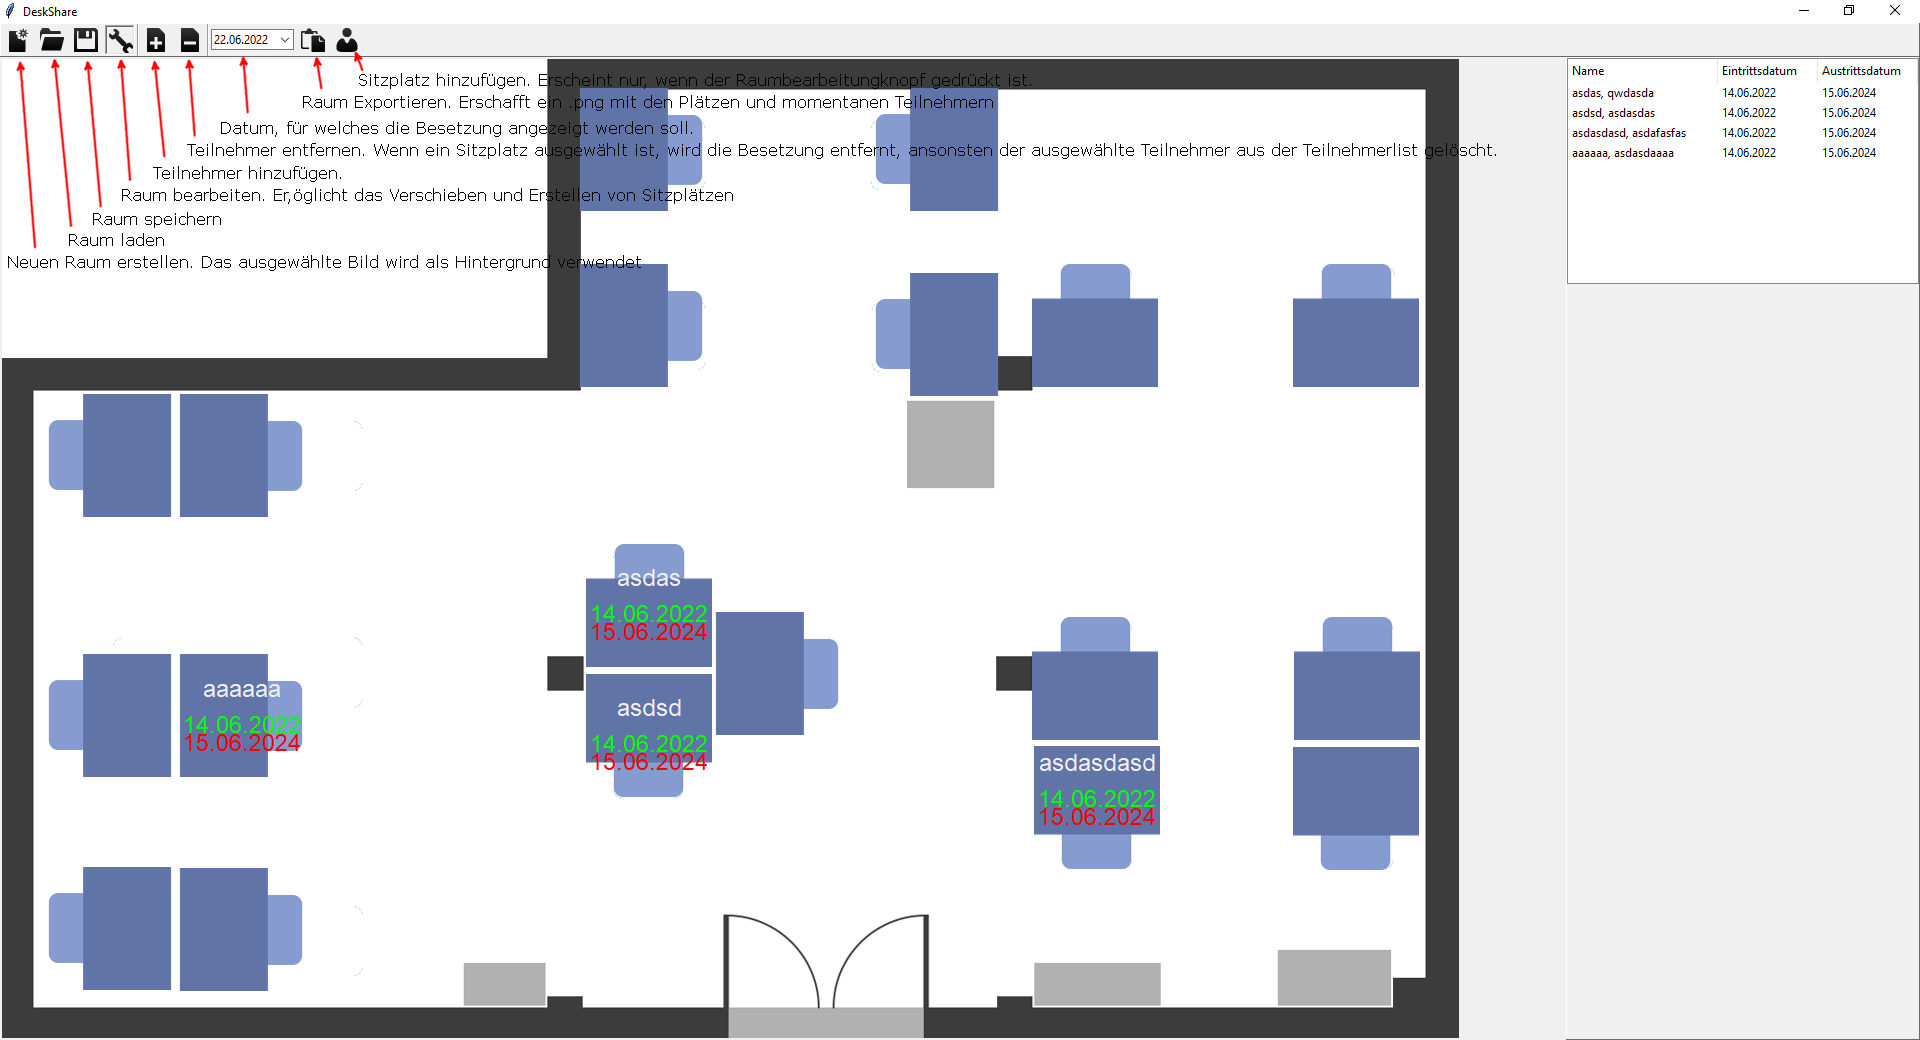 DeskShare
22.06.2022
Sitzplatz hinzufügen. Erscheint nur, wenn der Raumbearbeitungknopf gedrückt ist.
Raum Exportieren. Erschafft ein .png mit den Plätzen und momentanen Teilnehmern
Datum, für welches die Besetzung angezeigt werden soll.
Teilnehmer entfernen. Wenn ein Sitzplatz ausgewählt ist, wird die Besetzung entfernt, ansonsten der ausgewählte Teilnehmer aus der Teilnehmerlist gelöscht.
Teilnehmer hinzufügen.
Raum bearbeiten. Er,öglicht das Verschieben und Erstellen von Sitzplätzen
Raum speichern
Raum laden
Neuen Raum erstellen. Das ausgewählte Bild wird als Hintergrund verwendet
Name Eintrittsdatum Austrittsdatum
asdas, qwdasda 14.06.2022 15.06.2024
asdsd, asdasdas 14.06.2022 15.06.2024
asdasdasd, asdafasfas 14.06.2022 15.06.2024
aaaaaa, asdasdaaaa 14.06.2022 15.06.2024
asdas
14.06.2022
15.06.2024
aaaaaa
14.06.2022
15.06.2024
asdsd
14.06.2022
15.06.2024
asdasdasd
14.06.2022
15.06.2024